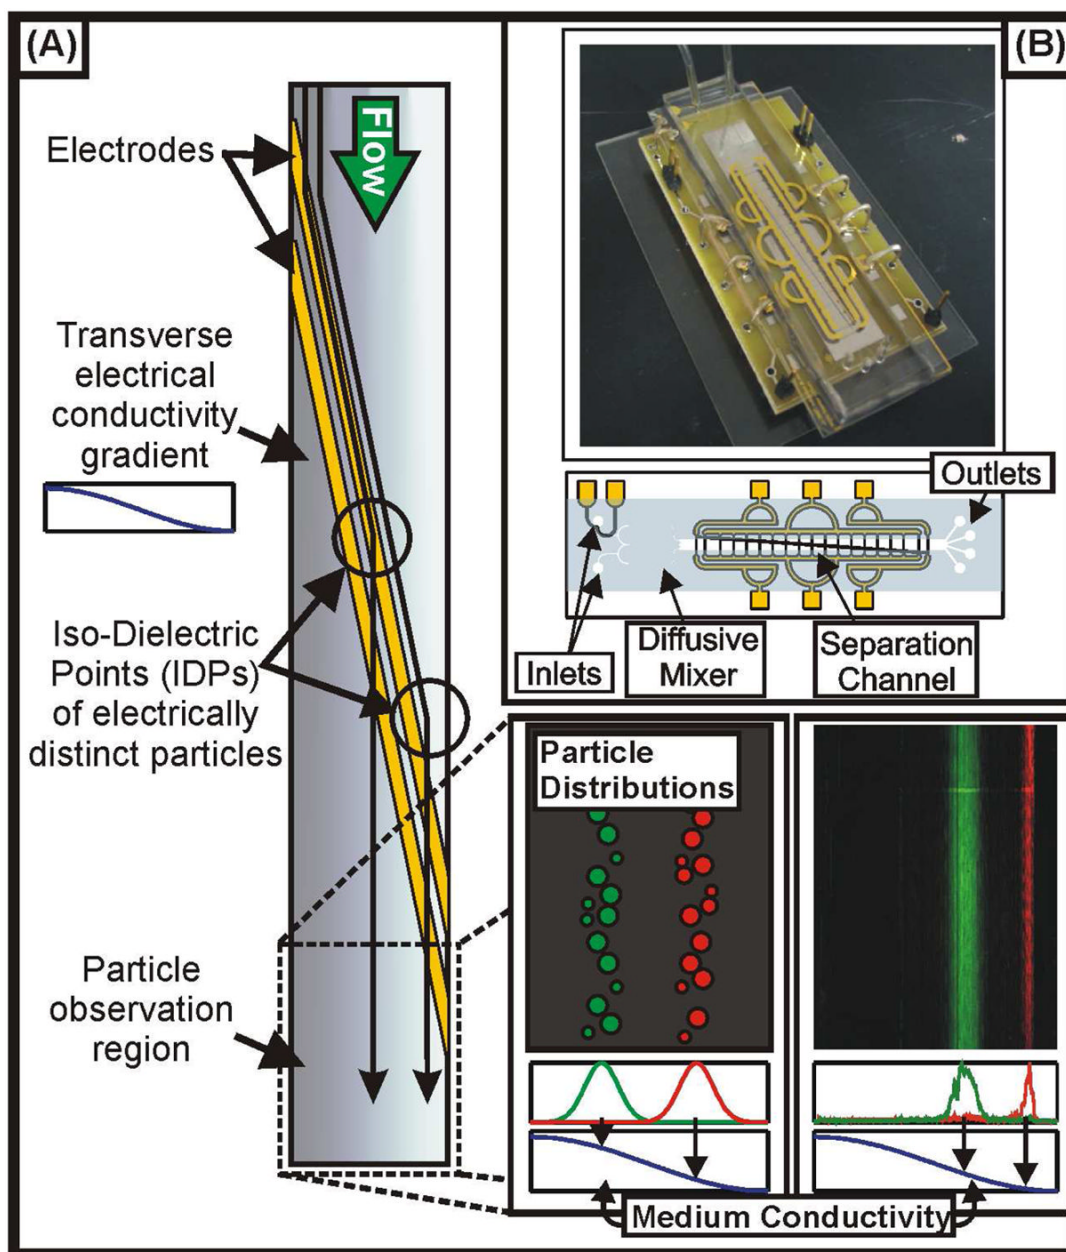 (A)
Electrodes
Flow
Transverse
electrical
conductivity
gradient
Iso-Dielectric
Points (IDPs)
of electrically
distinct particles
Particle
observation
region
(B)
Outlets
Inlets
Diffusive
Mixer
Separation
Channel
Particle
Distributions
Medium Conductivity